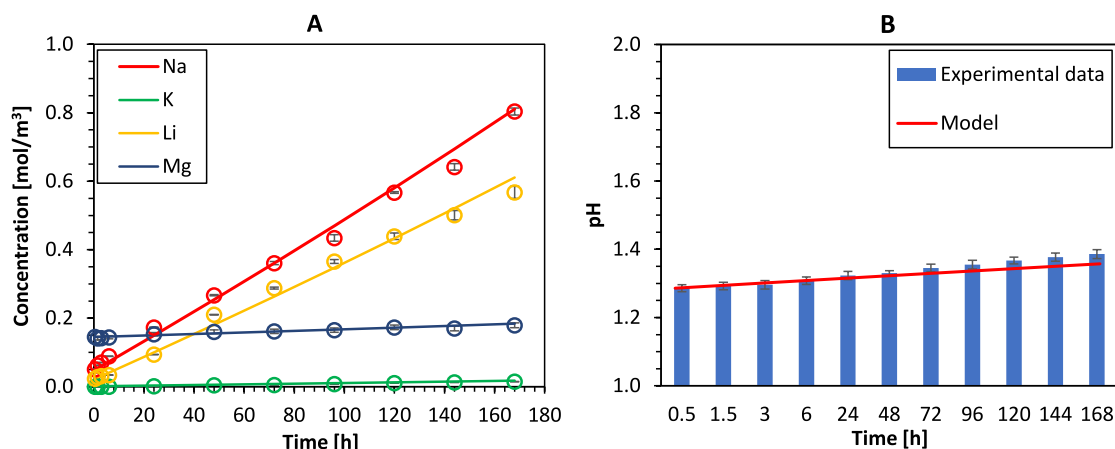 A
Concentration [mol/m³]
1.0
0.8
0.6
0.4
0.2
0.0
Na
K
Li
Mg
0 20 40 60 80 100 120 140 160 180
Time [h]
B
pH
2.0
1.8
1.6
1.4
1.2
1.0
Experimental data
Model
0.5 1.5 3 6 24 48 72 96 120 144 168
Time [h]